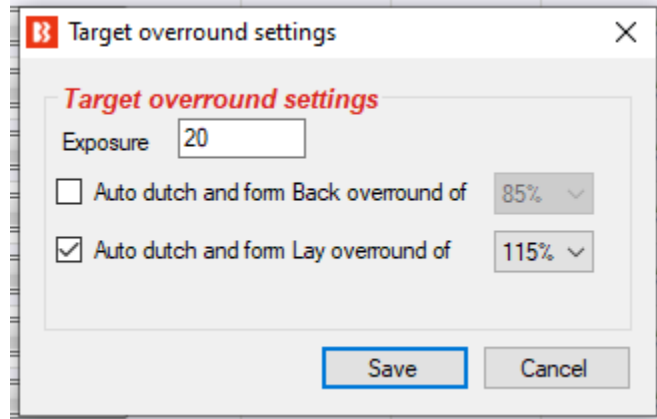 Target overround settings
Target overround settings
Exposure 20
Auto dutch and form Back overround of 85%
Auto dutch and form Lay overround of 115%
Save Cancel